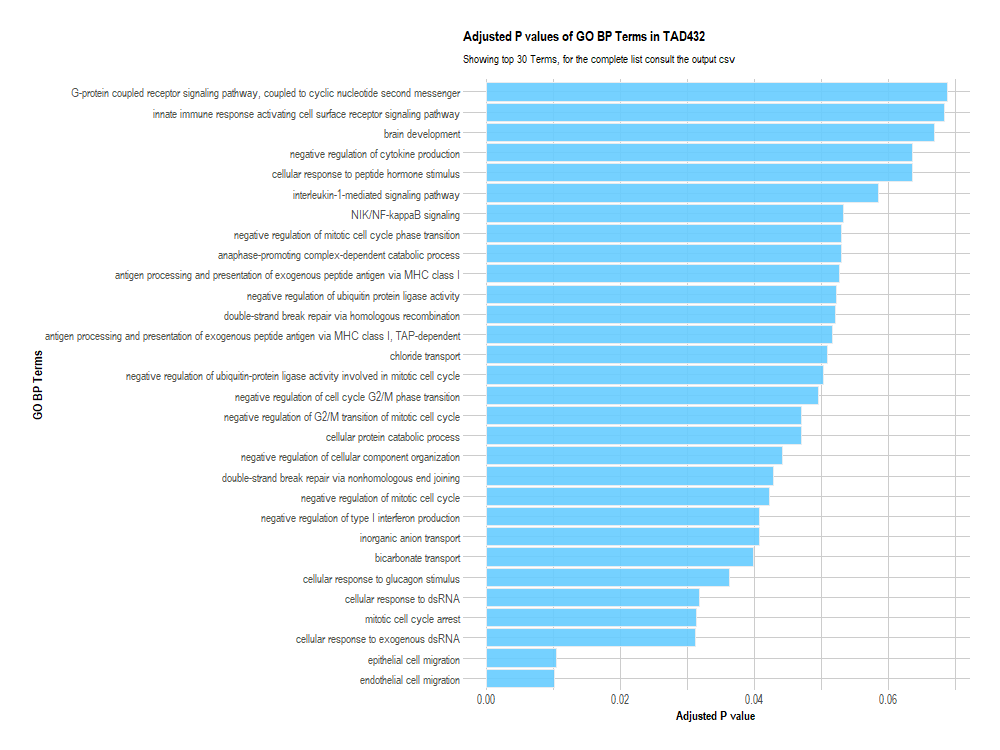 Adjusted P values of GO BP Terms in TAD432
Showing top 30 Terms, for the complete list consult the output csv
G-protein coupled receptor signaling pathway, coupled to cyclic nucleotide second messenger
innate immune response activating cell surface receptor signaling pathway
brain development
negative regulation of cytokine production
cellular response to peptide hormone stimulus
interleukin-1-mediated signaling pathway
NIK/NF-kappaB signaling
negative regulation of mitotic cell cycle phase transition
anaphase-promoting complex-dependent catabolic process
antigen processing and presentation of exogenous peptide antigen via MHC class I
negative regulation of ubiquitin protein ligase activity
double-strand break repair via homologous recombination
antigen processing and presentation of exogenous peptide antigen via MHC class I, TAP-dependent
chloride transport
negative regulation of ubiquitin-protein ligase activity involved in mitotic cell cycle
negative regulation of cell cycle G2/M phase transition
negative regulation of G2/M transition of mitotic cell cycle
cellular protein catabolic process
negative regulation of cellular component organization
double-strand break repair via nonhomologous end joining
negative regulation of mitotic cell cycle
negative regulation of type I interferon production
inorganic anion transport
bicarbonate transport
cellular response to glucagon stimulus
cellular response to dsRNA
mitotic cell cycle arrest
cellular response to exogenous dsRNA
epithelial cell migration
endothelial cell migration
GO BP Terms
0.00 0.02 0.04 0.06
Adjusted P value